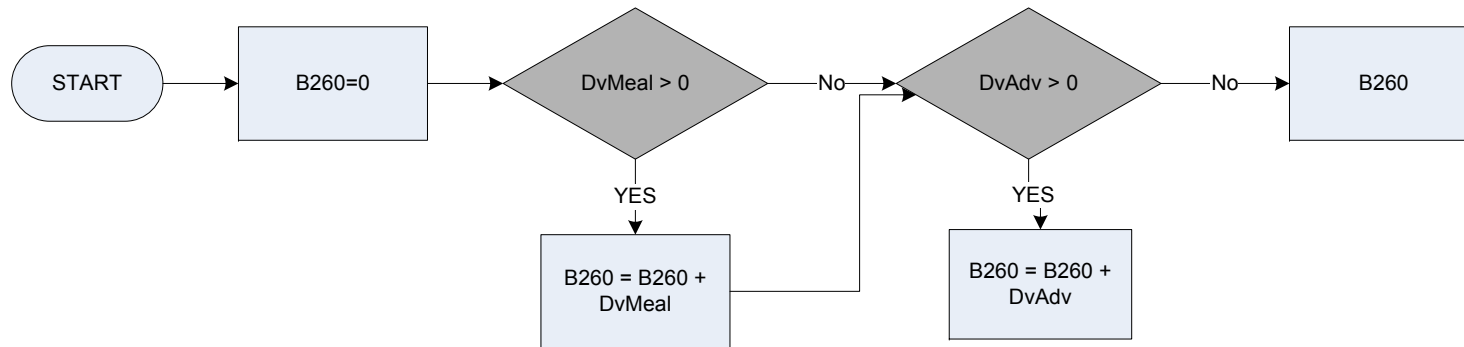 START
B260=0
DvMeal > 0
No
DvAdv > 0
No
B260
YES
YES
B260 = B260 +
DvMeal
B260 = B260 +
DvAdv